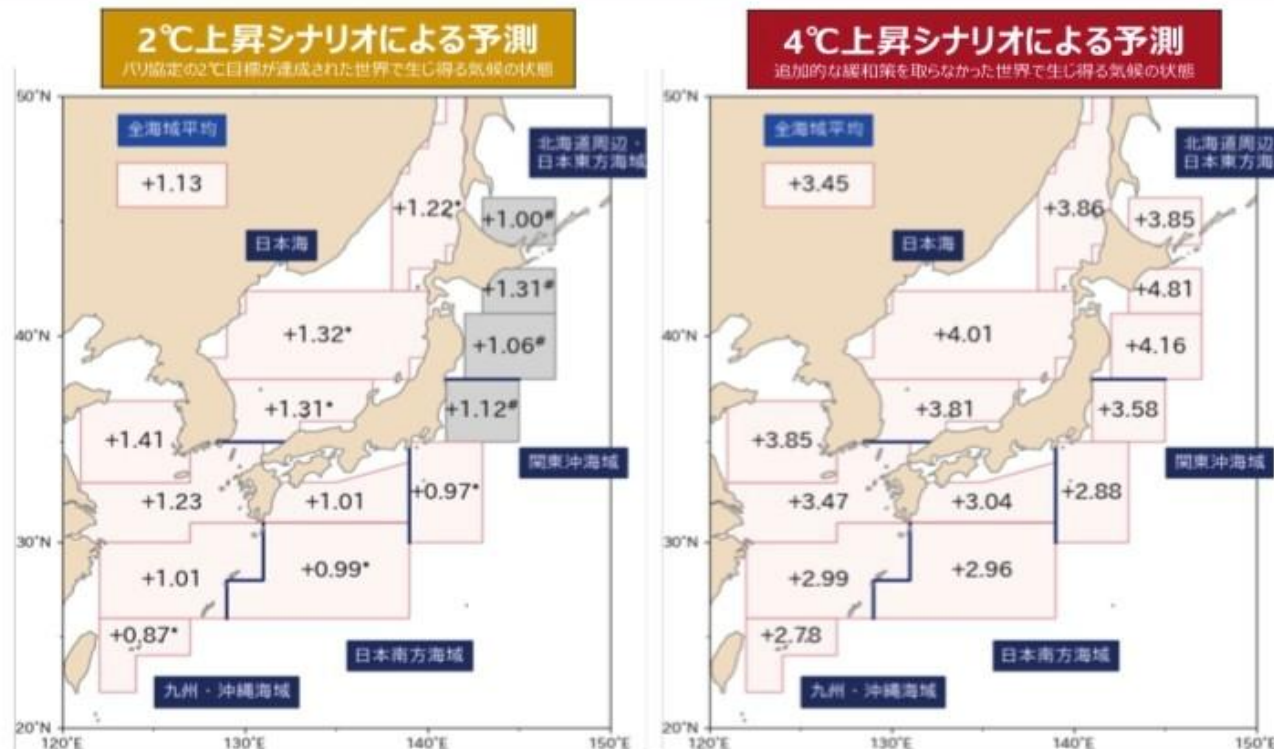 2℃上昇シナリオによる予測
パリ協定の2℃目標が達成された世界で生じ得る気候の状態
50°N
全海域平均
+1.13
北海道周辺・
日本東方海域
+1.22*
+1.00#
日本海
+1.31#
40°N
+1.32*
+1.06#
+1.31*
+1.12#
+1.41
関東沖海域
+1.23
+1.01
+0.97*
30°N
+1.01
+0.99*
+0.87*
日本南方海域
九州・沖縄海域
20°N
120°E
130°E
140°E
150°E
4℃上昇シナリオによる予測
追加的な緩和策を取らなかった世界で生じ得る気候の状態
50°N
全海域平均
+3.45
北海道周辺
日本東方海
+3.86
+3.85
日本海
+4.81
40°N
+4.01
+4.16
+3.81
+3.58
+3.85
関東沖海域
+3.47
+3.04
+2.88
30°N
+2.99
+2.96
+2.78
日本南方海域
九州・沖縄海域
20°N
120°E
130°E
140°E
150°E